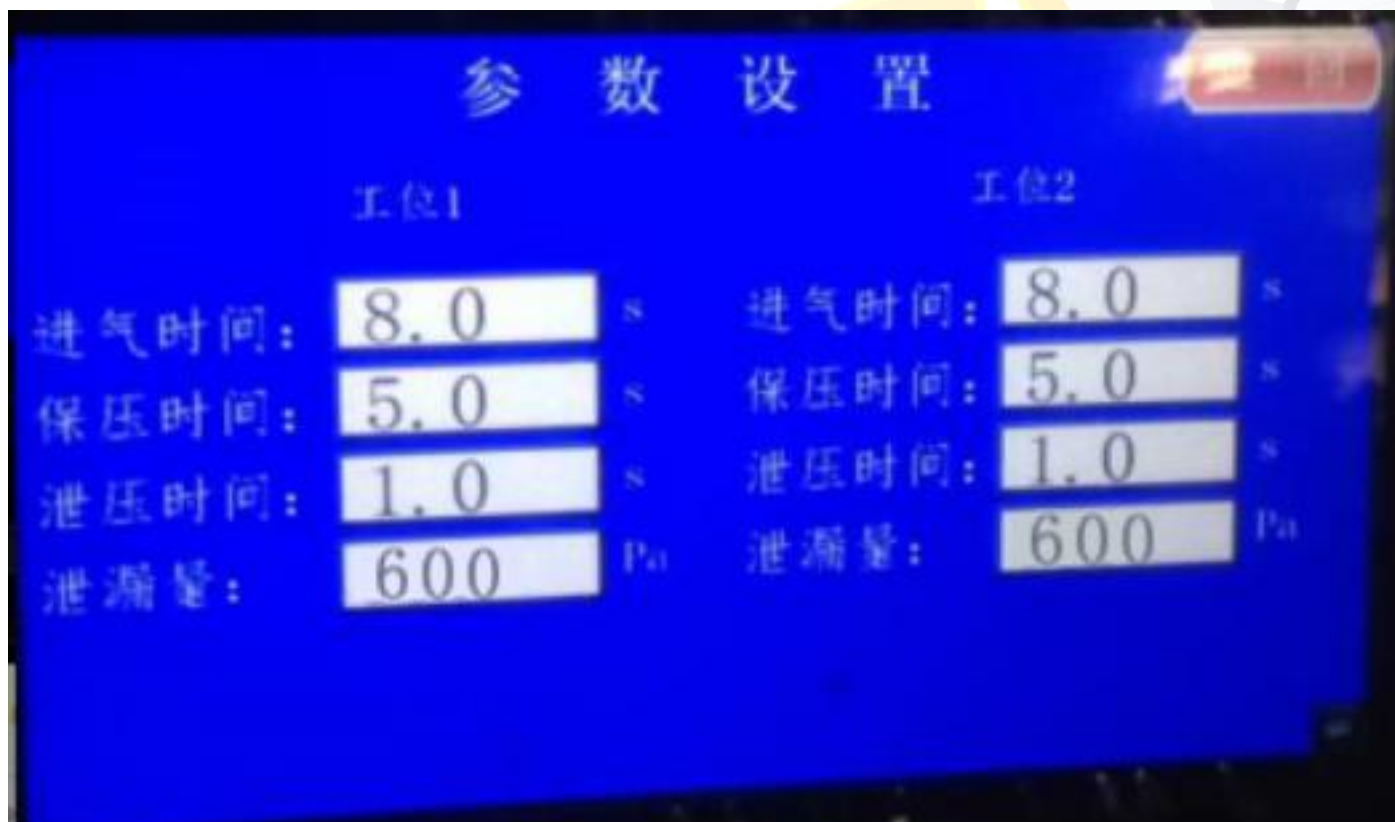 参数设置
工位1 工位2
进气时间: 8.0 s 进气时间: 8.0 s
保压时间: 5.0 s 保压时间: 5.0 s
泄压时间: 1.0 s 泄压时间: 1.0 s
泄漏量: 600 Pa 泄漏量: 600 Pa